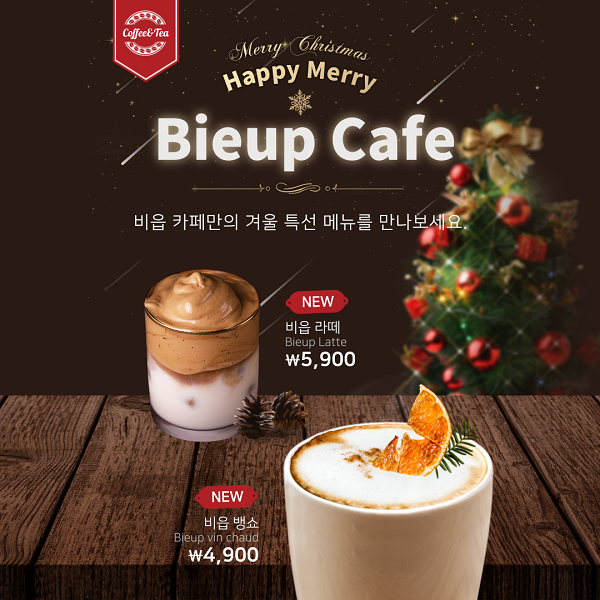 Coffee&Tea
Merry Christmas
Happy Merry
Bieup Cafe
비읍 카페만의 겨울 특선 메뉴를 만나보세요.
NEW
비읍 라떼
Bieup Latte
₩5,900
NEW
비읍 뱅쇼
Bieup vin chaud
₩4,900